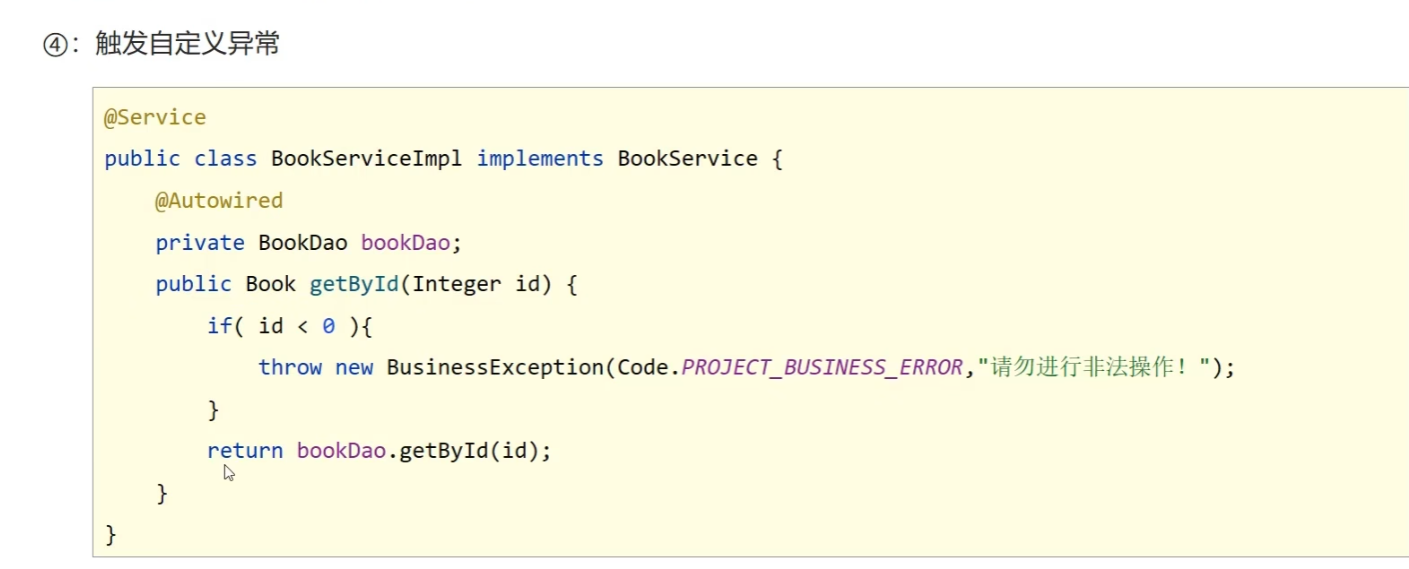 ④：触发自定义异常
@Service
public class BookServiceImpl implements BookService {
    @Autowired
    private BookDao bookDao;
    public Book getById(Integer id) {
        if( id < 0 ){
            throw new BusinessException(Code.PROJECT_BUSINESS_ERROR,"请勿进行非法操作！");
        }
        return bookDao.getById(id);
    }
}